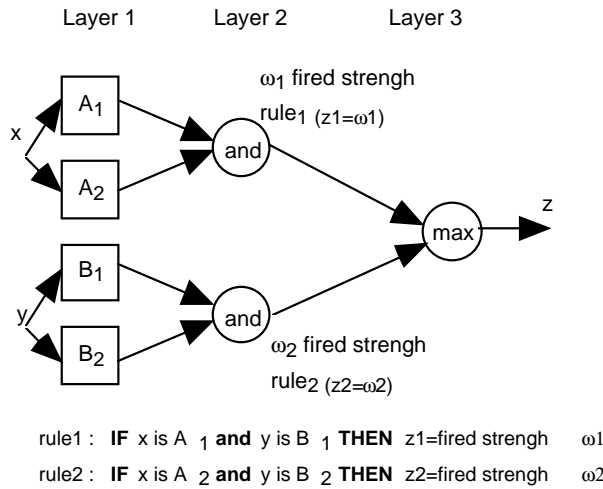 Layer 1 Layer 2 Layer 3
ω1 fired strengh
rule1 (z1=ω1)
A1
x
and
A2
z
max
B1
y
and
B2
ω2 fired strengh
rule2 (z2=ω2)
rule1 : IF x is A 1 and y is B 1 THEN z1=fired strengh ω1
rule2 : IF x is A 2 and y is B 2 THEN z2=fired strengh ω2